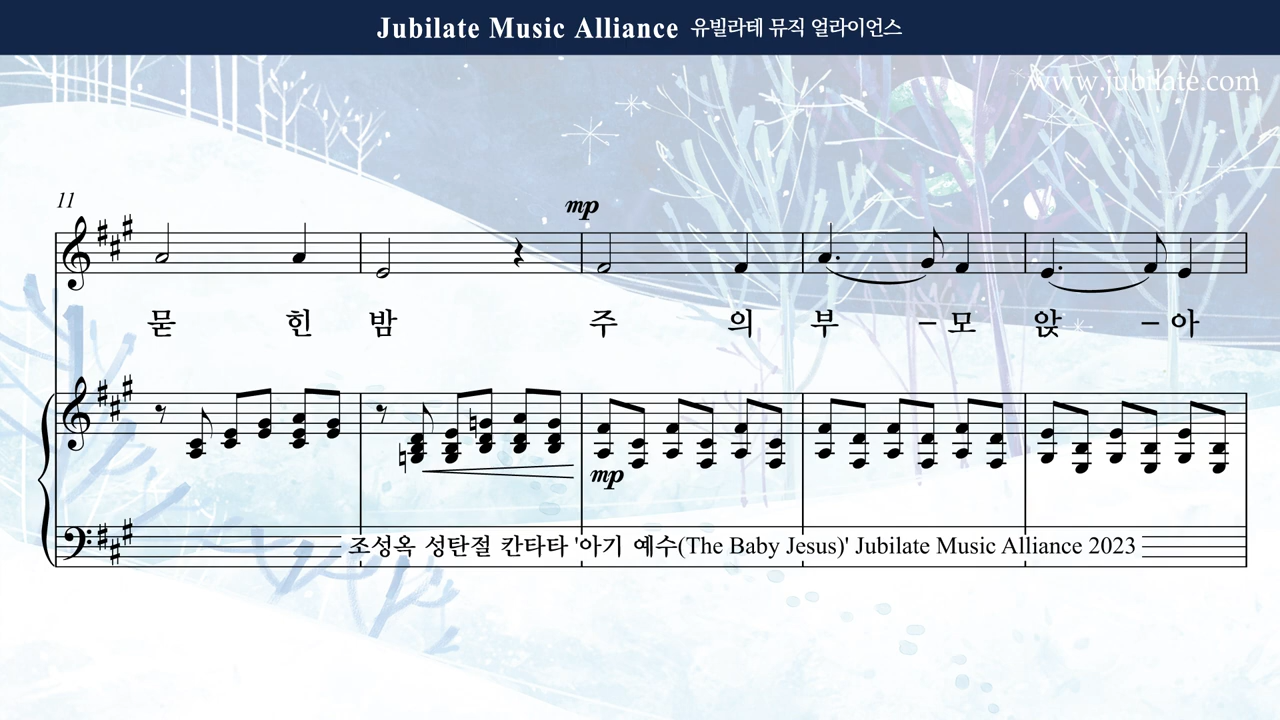 Jubilate Music Alliance 유빌라테 뮤직 얼라이언스
www.jubilate.com
11
mp
묻 힌 밤 주 의 부 - 모 앉 - 아
mp
조성옥 성탄절 칸타타 '아기 예수(The Baby Jesus)' Jubilate Music Alliance 2023